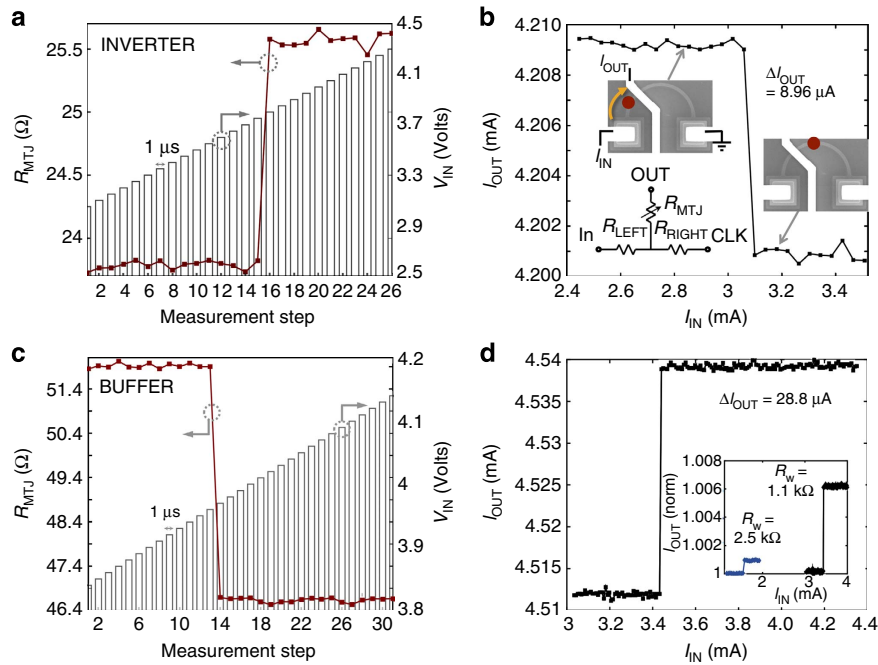 a
INVERTER
25.5
25
24.5
24
R_MTJ (Ω)
4.5
4.1
3.7
3.3
2.9
2.5
V_IN (Volts)
1 µs
2 4 6 8 10 12 14 16 18 20 22 24 26
Measurement step
b
4.210
4.209
4.207
4.206
4.204
4.203
4.201
4.200
I_OUT (mA)
I_OUT
ΔI_OUT
= 8.96 µA
I_IN
OUT
R_MTJ
R_LEFT
R_RIGHT
In
CLK
2.4 2.6 2.8 3 3.2 3.4
I_IN (mA)
c
BUFFER
51.4
50.4
49.4
48.4
47.4
46.4
R_MTJ (Ω)
4.2
4.1
4
3.9
3.8
V_IN (Volts)
1 µs
2 6 10 14 18 22 26 30
Measurement step
d
4.54
4.535
4.53
4.525
4.52
4.515
4.51
I_OUT (mA)
ΔI_OUT = 28.8 µA
1.008
1.006
1.002
1
I_OUT (norm)
R_w =
1.1 kΩ
R_w =
2.5 kΩ
2 3 4
I_IN (mA)
3 3.2 3.4 3.6 3.8 4.0 4.2 4.4
I_IN (mA)